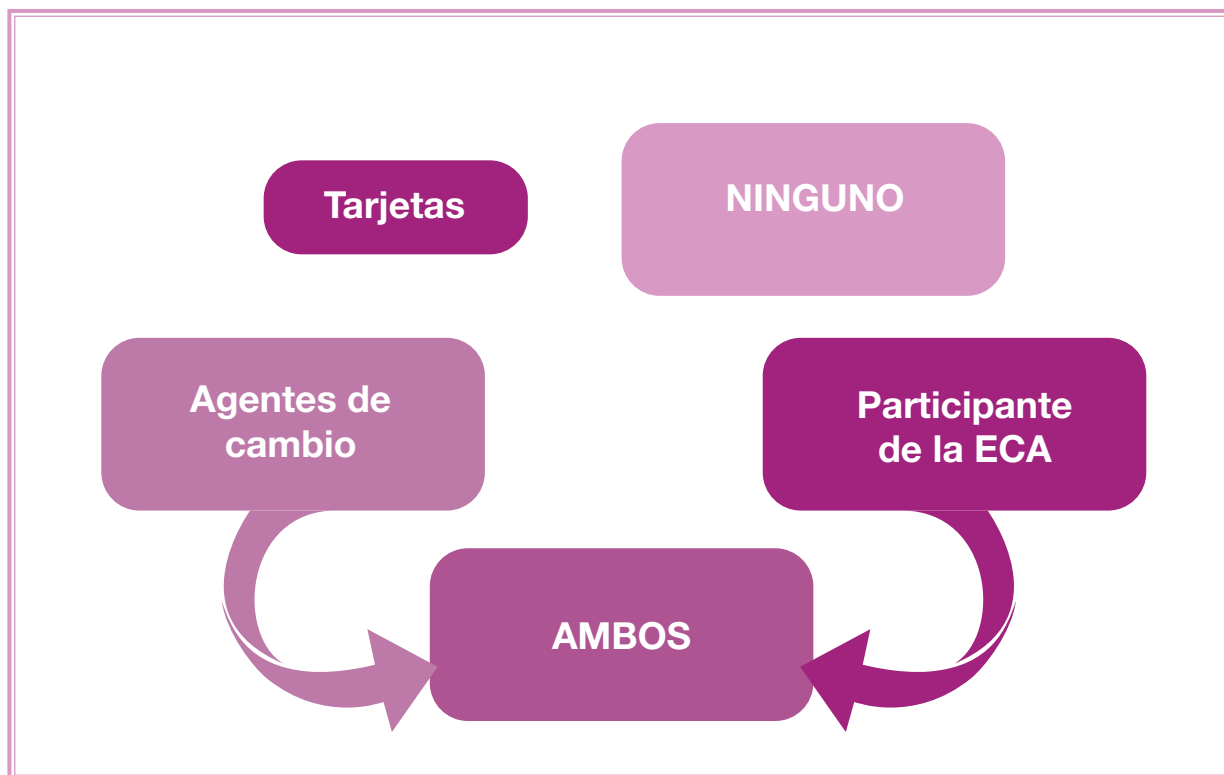 Tarjetas
NINGUNO
Agentes de
cambio
Participante
de la ECA
AMBOS